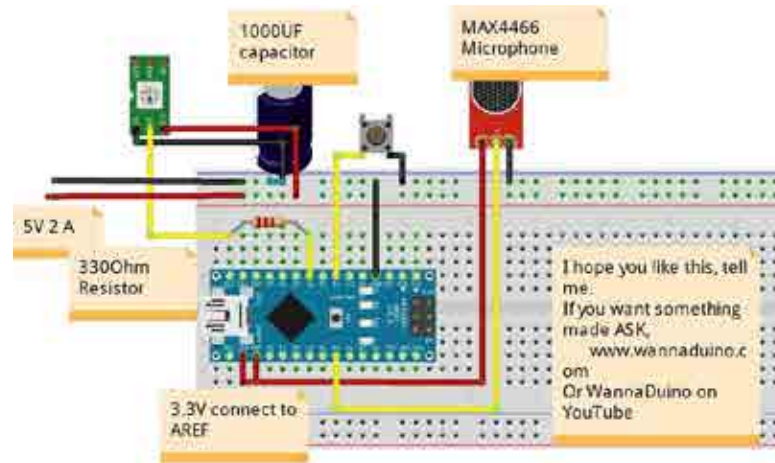 1000UF
capacitor
MAX4466
Microphone
5V 2 A
330Ohm
Resistor
3.3V connect to
AREF
I hope you like this, tell
me.
If you want something
made ASK,
www.wannaduino.c
om
Or WannaDuino on
YouTube